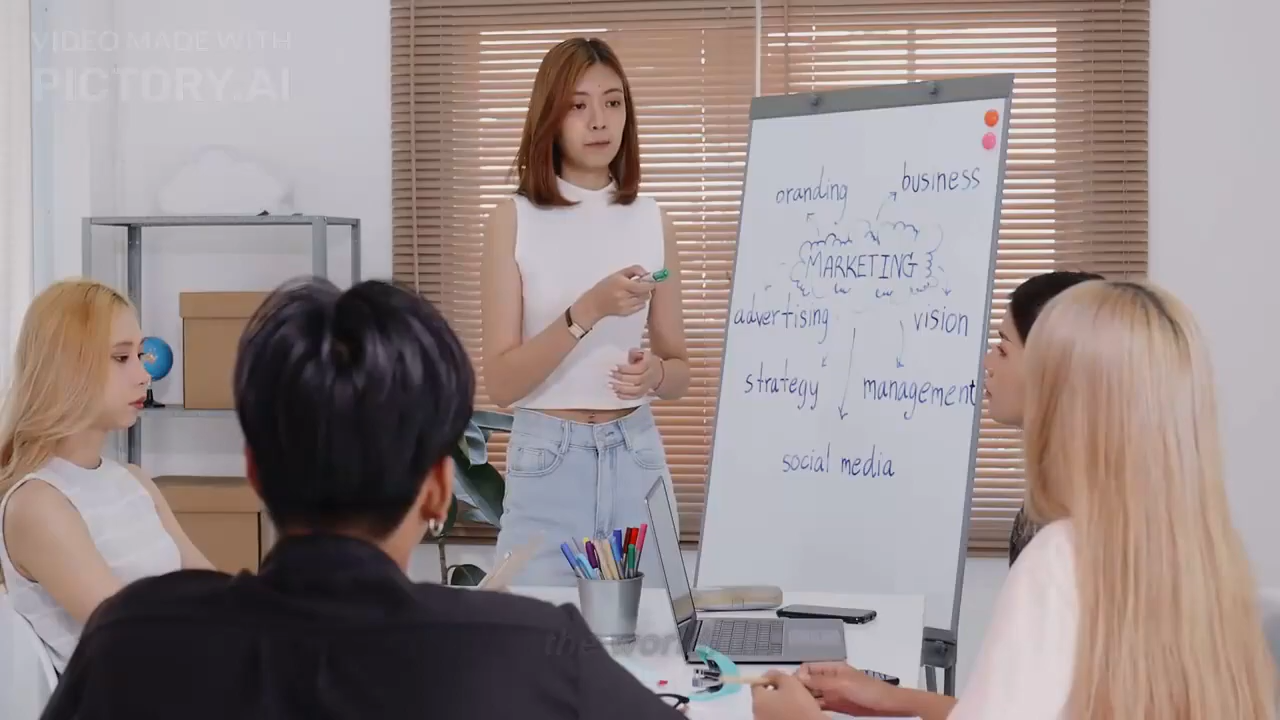 VIDEO MADE WITH
PICTORY.AI
branding
business
MARKETING
advertising
vision
strategy
management
social media